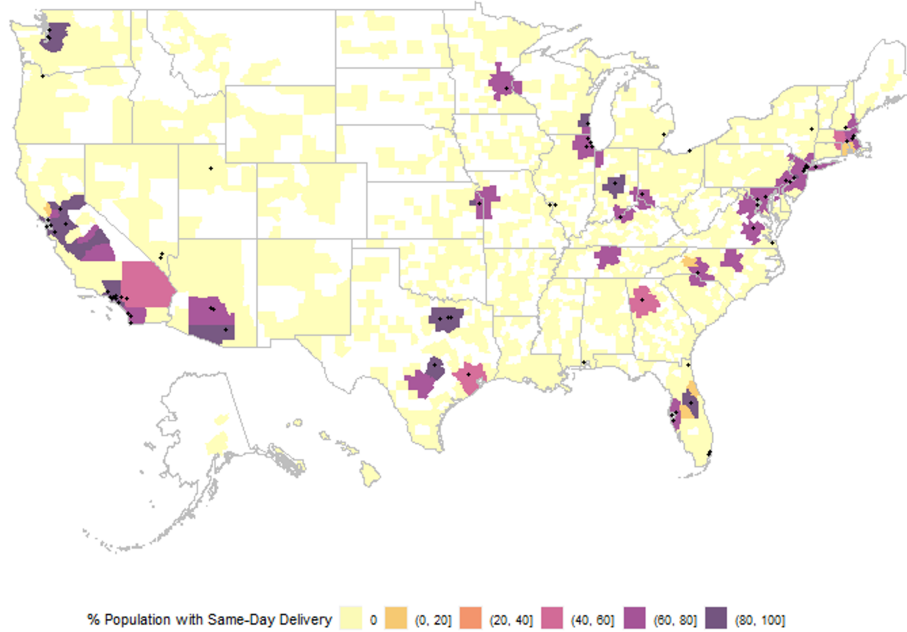 % Population with Same-Day Delivery 0 (0, 20] (20, 40] (40, 60] (60, 80] (80, 100]